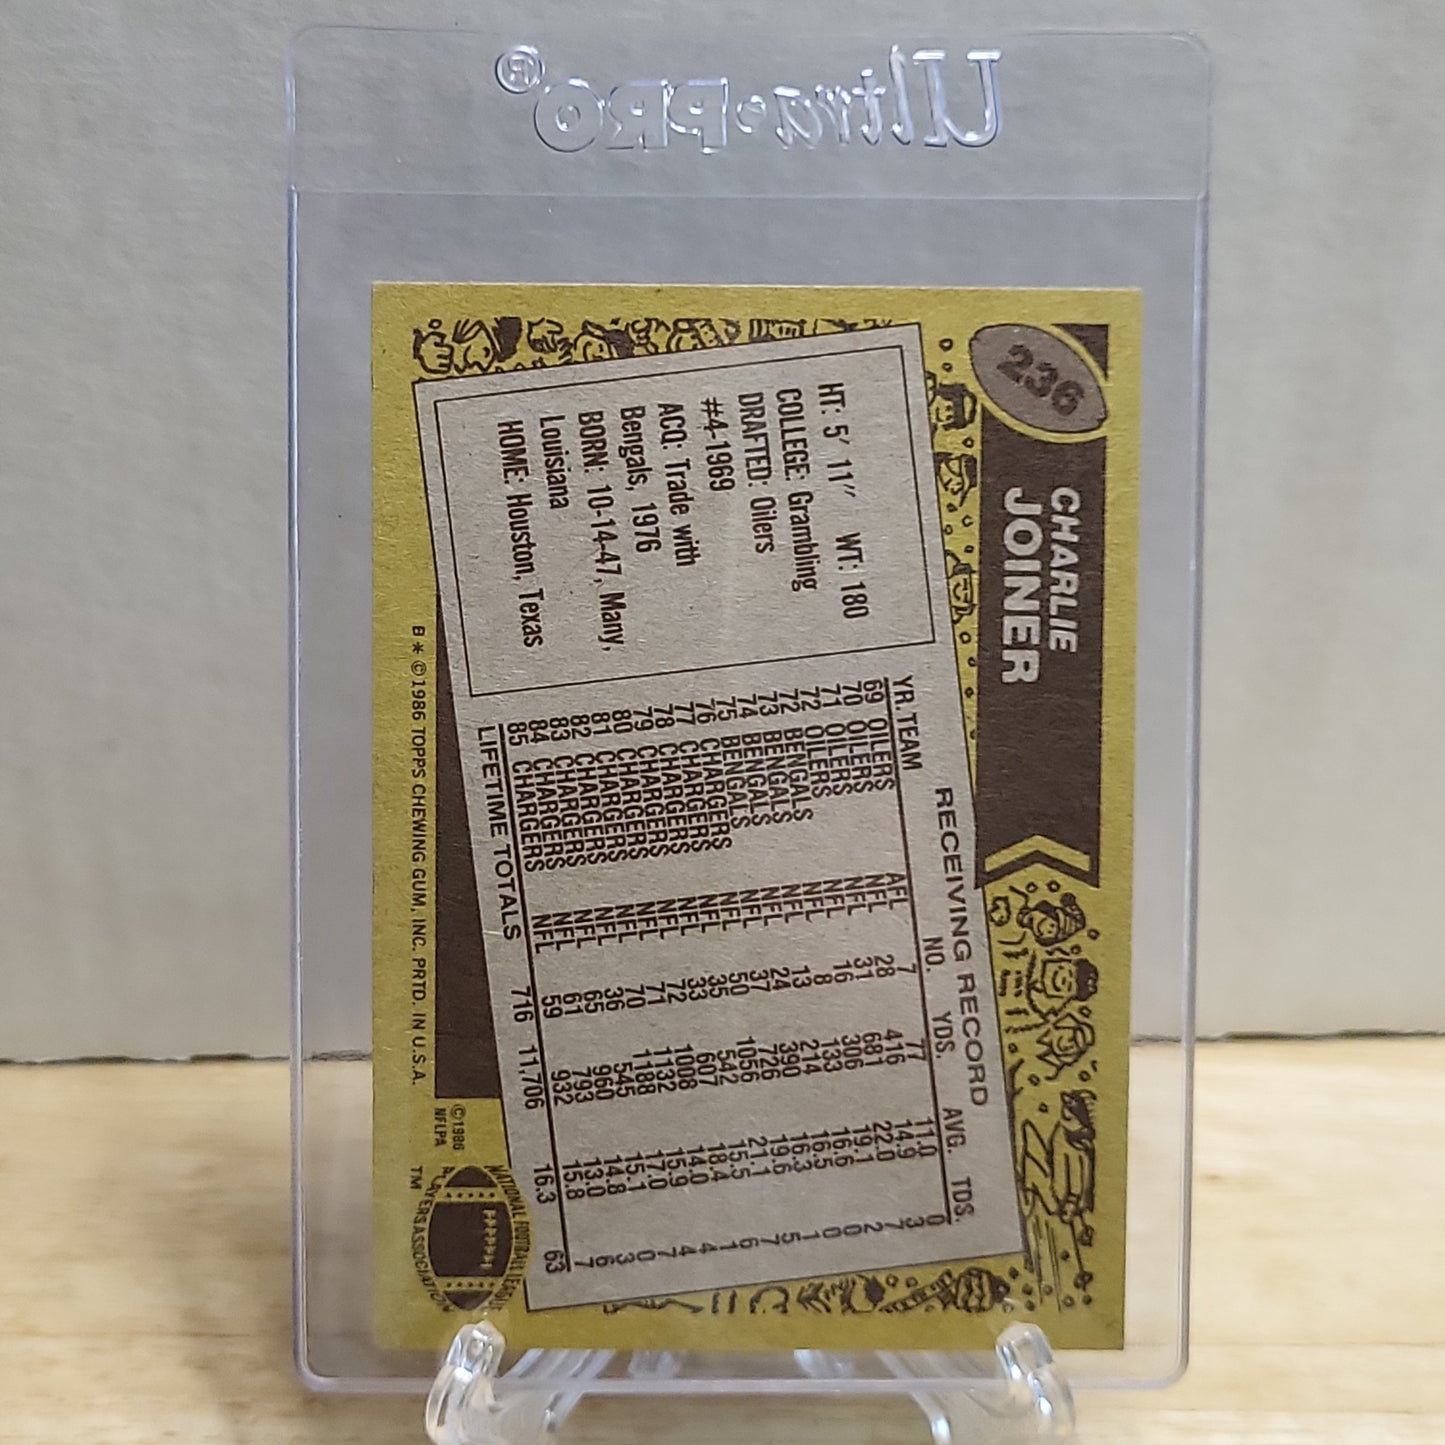 Ultra•PRO®
236
CHARLIE
JOINER
HT: 5′ 11″ WT: 180
COLLEGE: Grambling
DRAFTED: Oilers
#4-1969
ACQ: Trade with
Bengals, 1976
BORN: 10-14-47, Many,
Louisiana
HOME: Houston, Texas
RECEIVING RECORD
YR. TEAM NO. YDS. AVG. TDS.
69 OILERS AFL 7 77 11.0 0
70 OILERS NFL 28 416 14.9 3
71 OILERS NFL 31 681 22.0 7
72 OILERS NFL 16 306 19.1 2
72 BENGALS NFL 8 133 16.6 0
73 BENGALS NFL 13 214 16.5 0
74 BENGALS NFL 24 390 16.3 1
75 BENGALS NFL 37 726 19.6 5
76 CHARGERS NFL 50 1056 21.1 7
77 CHARGERS NFL 35 542 15.5 6
78 CHARGERS NFL 33 607 18.4 1
79 CHARGERS NFL 72 1008 14.0 4
80 CHARGERS NFL 71 1132 15.9 4
81 CHARGERS NFL 70 1188 17.0 7
82 CHARGERS NFL 36 545 15.1 0
83 CHARGERS NFL 65 960 14.8 3
84 CHARGERS NFL 61 793 13.0 6
85 CHARGERS NFL 59 932 15.8 7
LIFETIME TOTALS 716 11,706 16.3 63
B * ©1986 TOPPS CHEWING GUM, INC. PRTD. IN U.S.A.
©1986
NFLPA
NATIONAL FOOTBALL LEAGUE
PLAYERS ASSOCIATION
TM